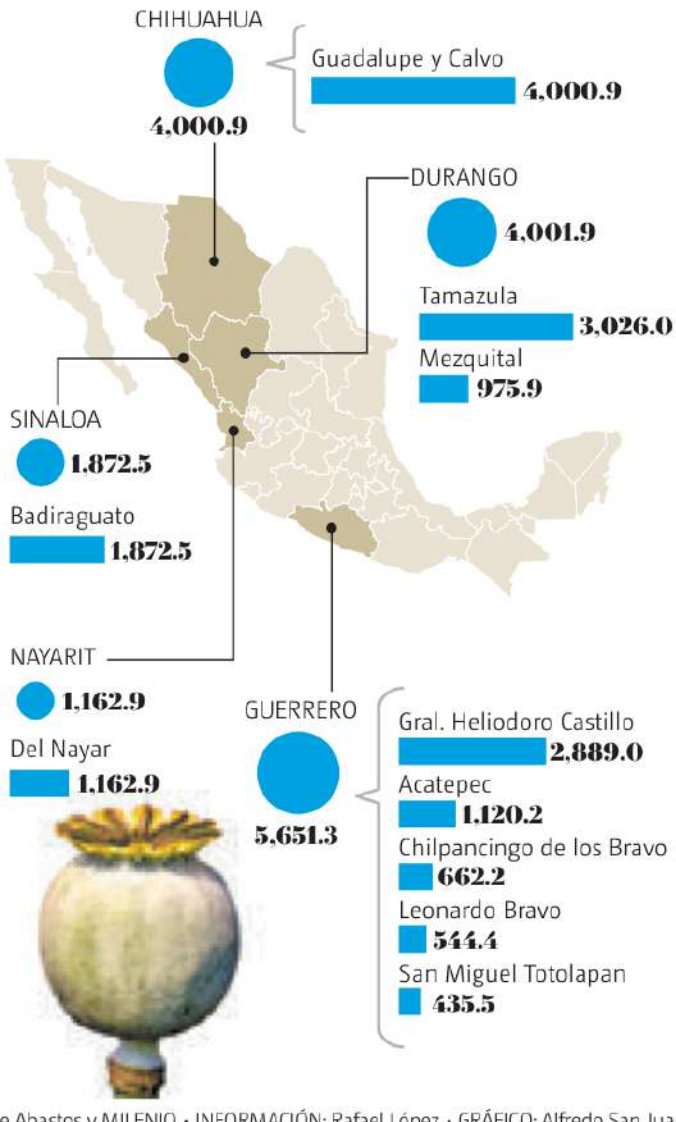 CHIHUAHUA
4,000.9
Guadalupe y Calvo
4,000.9
DURANGO
4,001.9
Tamazula
3,026.0
Mezquital
975.9
SINALOA
1,872.5
Badiraguato
1,872.5
NAYARIT
1,162.9
Del Nayar
1,162.9
GUERRERO
5,651.3
Gral. Heliodoro Castillo
2,889.0
Acatepec
1,120.2
Chilpancingo de los Bravo
662.2
Leonardo Bravo
544.4
San Miguel Totolapan
435.5
e Abastos y MILENIO • INFORMACIÓN: Rafael López • GRÁFICO: Alfredo San Jua